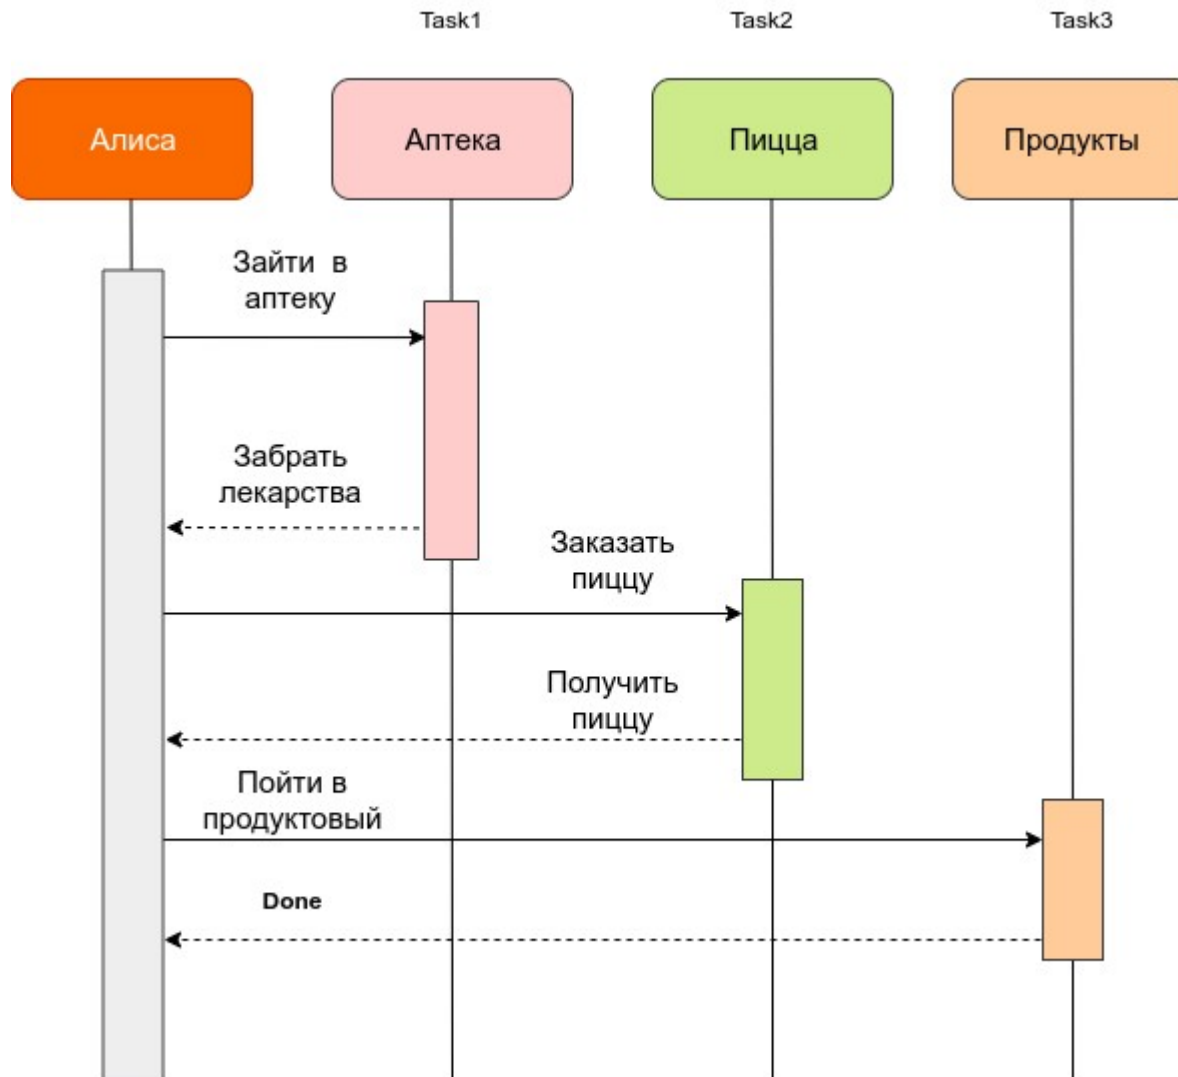 Task1
Task2
Task3
Алиса
Аптека
Пицца
Продукты
Зайти в
аптеку
Забрать
лекарства
Заказать
пиццу
Получить
пиццу
Пойти в
продуктовый
Done